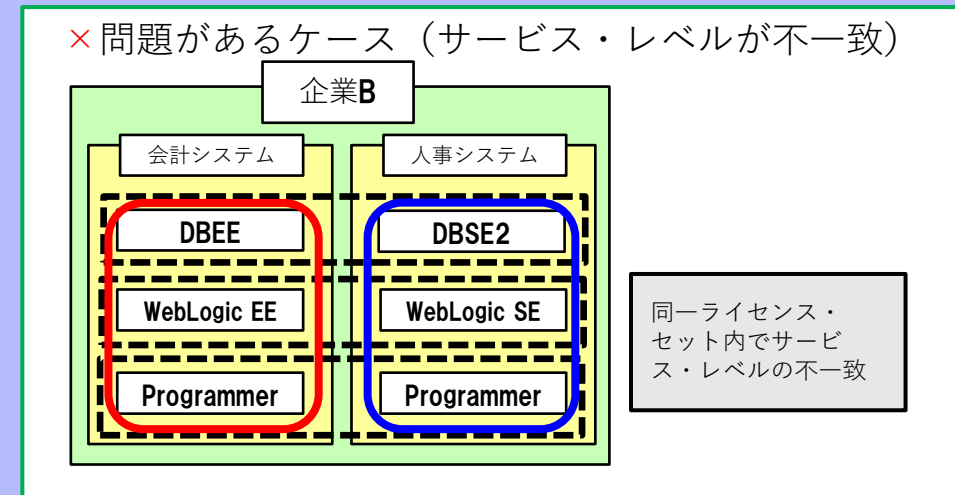 ×問題があるケース（サービス・レベルが不一致）
企業B
会計システム
人事システム
DBEE
DBSE2
WebLogic EE
WebLogic SE
Programmer
Programmer
同一ライセンス・
セット内でサービ
ス・レベルの不一致